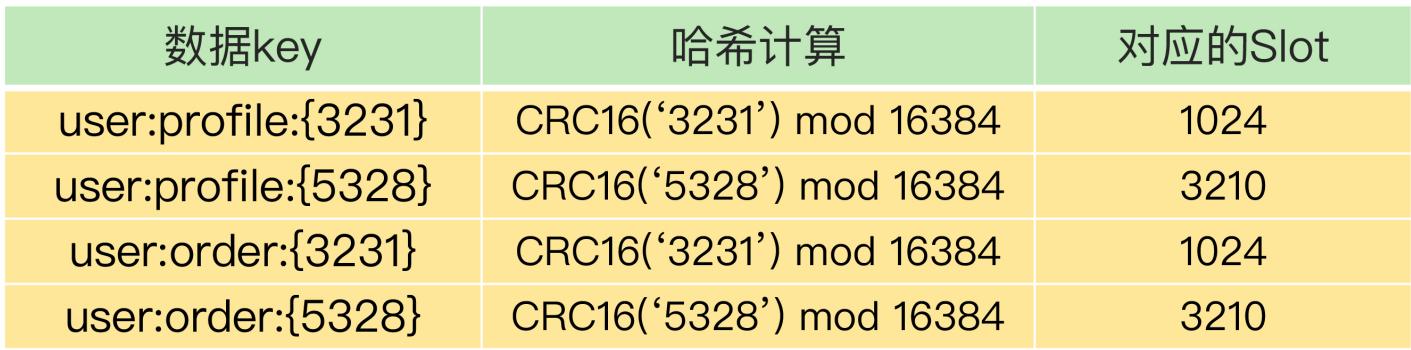 数据key 哈希计算 对应的Slot
user:profile:{3231} CRC16(‘3231’) mod 16384 1024
user:profile:{5328} CRC16(‘5328’) mod 16384 3210
user:order:{3231} CRC16(‘3231’) mod 16384 1024
user:order:{5328} CRC16(‘5328’) mod 16384 3210